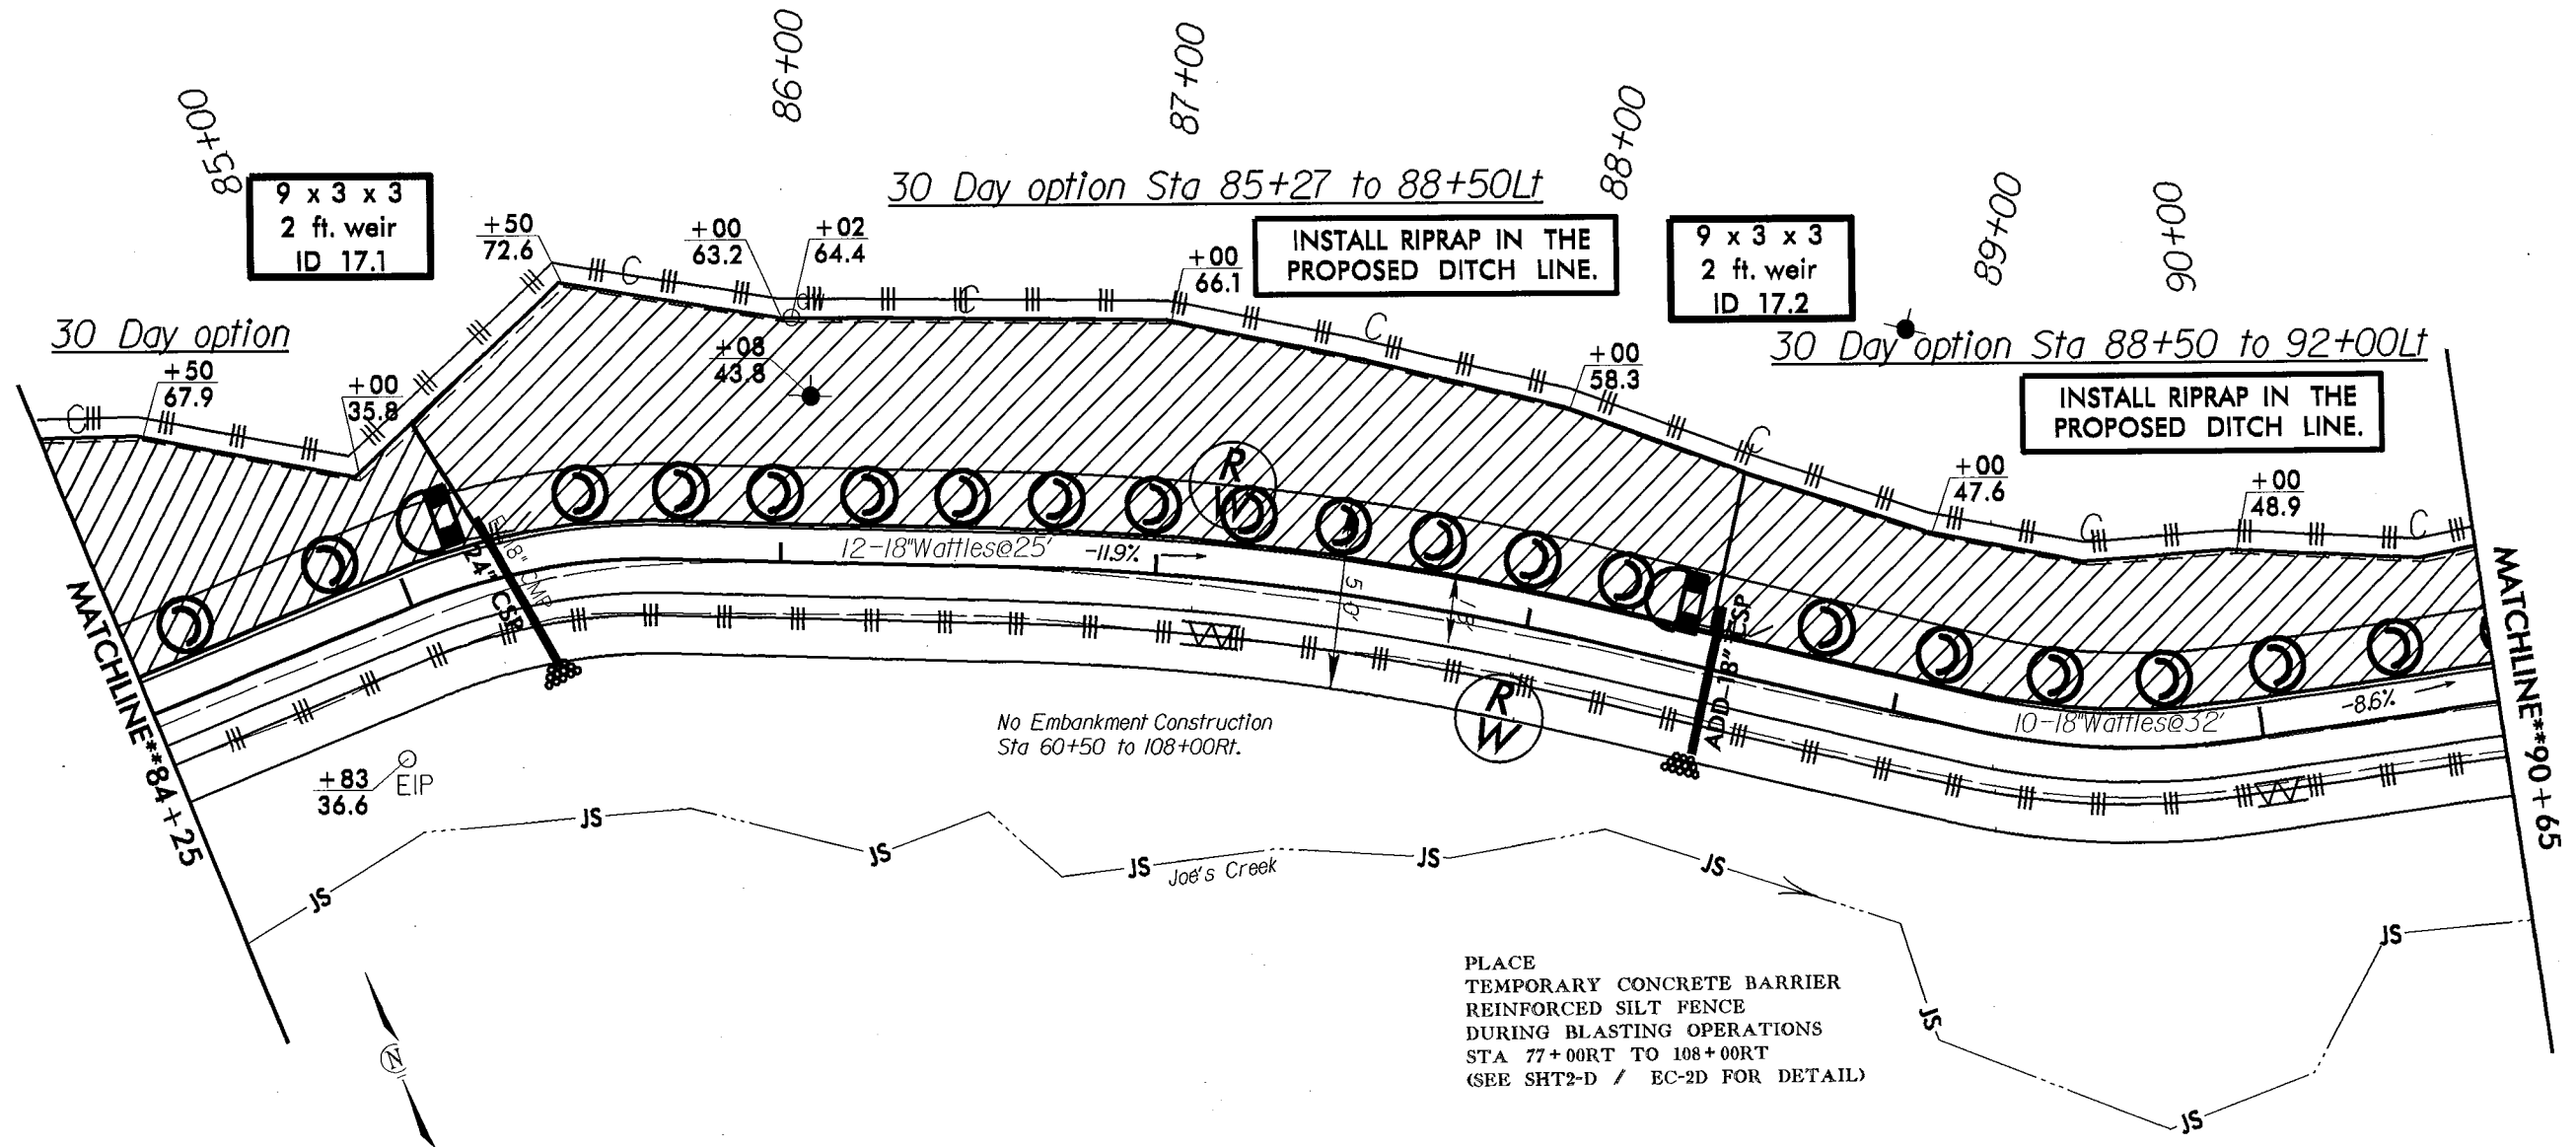 85+00
86+00
87+00
88+00
89+00
90+00
9 x 3 x 3
2 ft. weir
ID 17.1
30 Day option Sta 85+27 to 88+50Lt
INSTALL RIPRAP IN THE
PROPOSED DITCH LINE.
9 x 3 x 3
2 ft. weir
ID 17.2
30 Day option
30 Day option Sta 88+50 to 92+00Lt
INSTALL RIPRAP IN THE
PROPOSED DITCH LINE.
+50
67.9
+00
35.8
+50
72.6
+00
63.2
+02
64.4
+08
43.8
+00
66.1
+00
58.3
+00
47.6
+00
48.9
C
C
C
C
C
C
C
GW
R
W
24" CSP
18" CMP
12-18"Wattles@25'
-11.9%
50'
18'
ADD-18" CSP
10-18"Wattles@32'
-8.6%
W
W
R
W
MATCHLINE**84+25
MATCHLINE**90+65
No Embankment Construction
Sta 60+50 to 108+00Rt.
+83
36.6
EIP
JS
JS
JS
JS
JS
JS
JS
JS
JS
Joe's Creek
N
PLACE
TEMPORARY CONCRETE BARRIER
REINFORCED SILT FENCE
DURING BLASTING OPERATIONS
STA 77+00RT TO 108+00RT
(SEE SHT2-D / EC-2D FOR DETAIL)